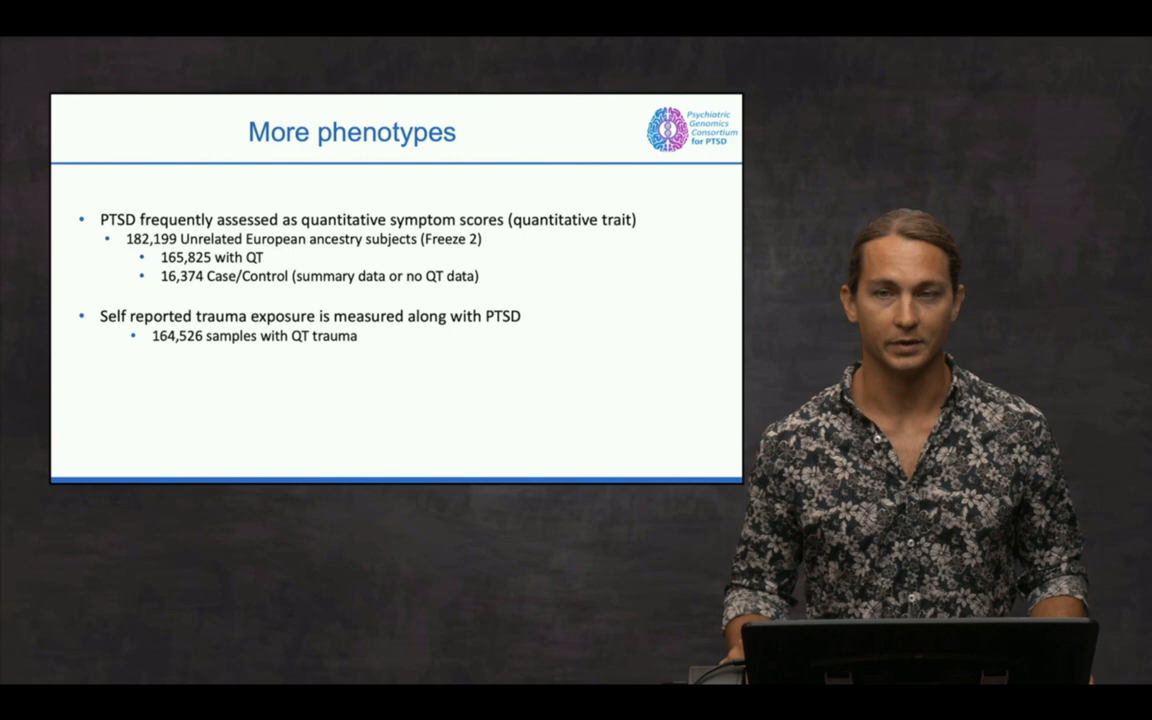 More phenotypes
Psychiatric
Genomics
Consortium
for PTSD
• PTSD frequently assessed as quantitative symptom scores (quantitative trait)
• 182,199 Unrelated European ancestry subjects (Freeze 2)
• 165,825 with QT
• 16,374 Case/Control (summary data or no QT data)
• Self reported trauma exposure is measured along with PTSD
• 164,526 samples with QT trauma